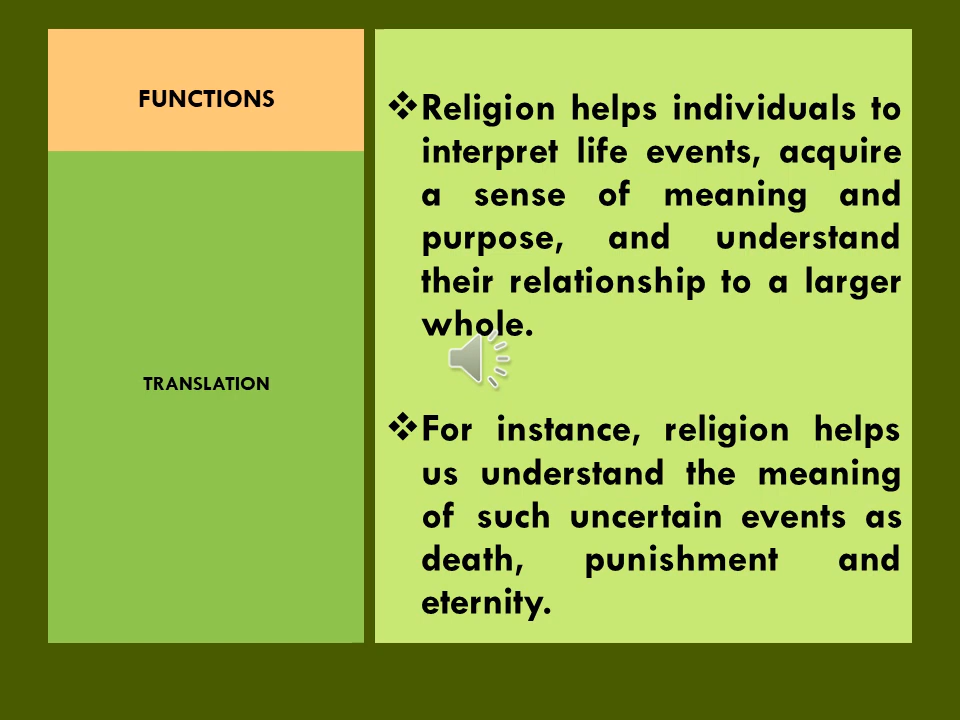 FUNCTIONS
TRANSLATION
❖Religion helps individuals to
interpret life events, acquire
a sense of meaning and
purpose, and understand
their relationship to a larger
whole.
❖For instance, religion helps
us understand the meaning
of such uncertain events as
death, punishment and
eternity.